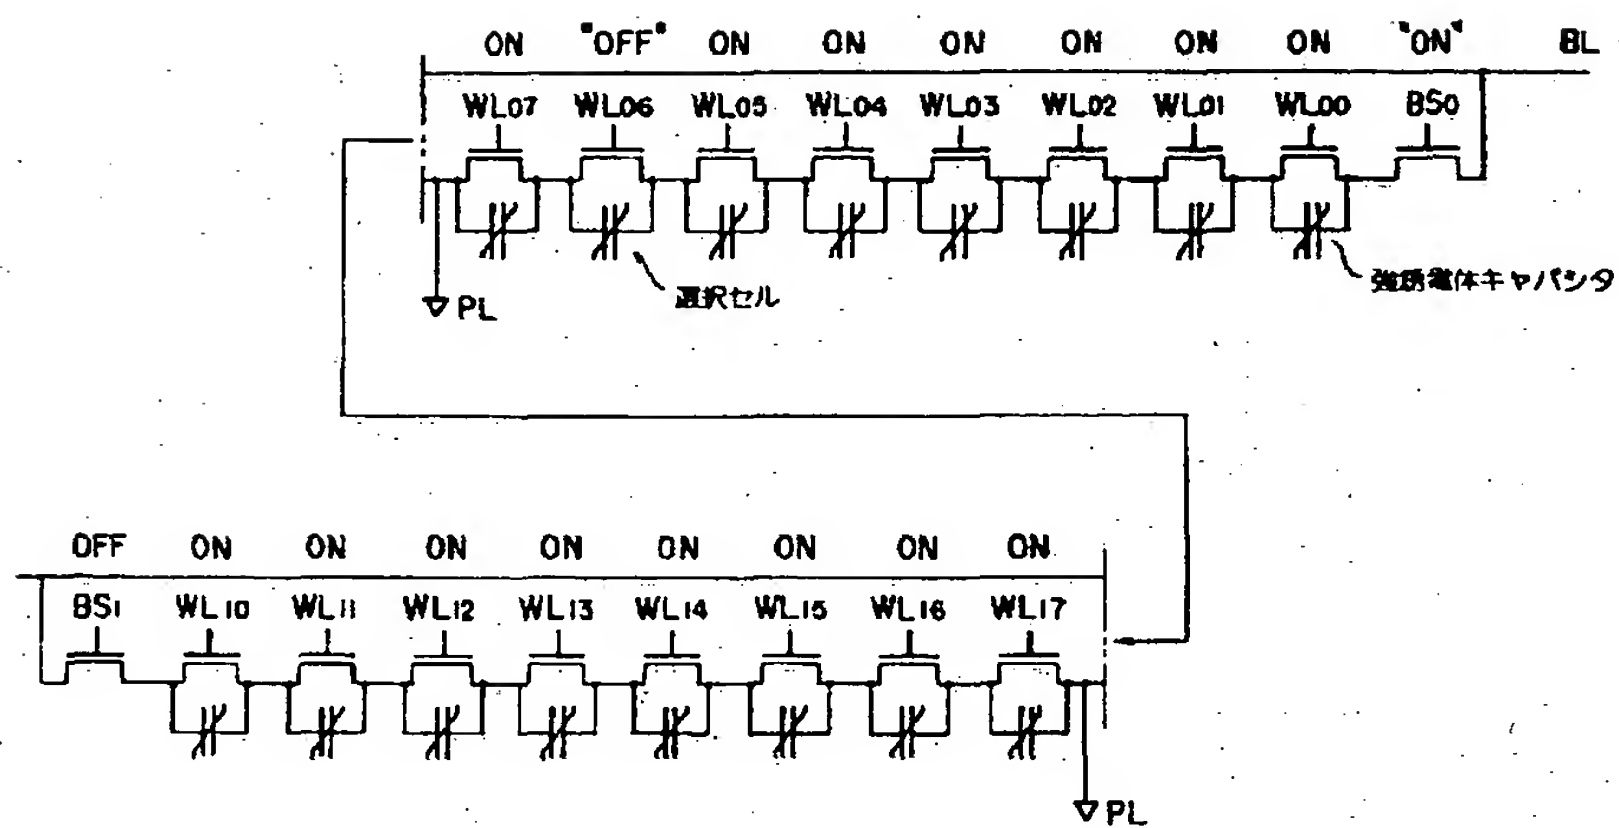 ON "OFF" ON ON ON ON ON ON "ON" BL
WL07 WL06 WL05 WL04 WL03 WL02 WL01 WL00 BS0
選択セル
強誘電体キャパシタ
PL
OFF ON ON ON ON ON ON ON ON
BS1 WL10 WL11 WL12 WL13 WL14 WL15 WL16 WL17
PL